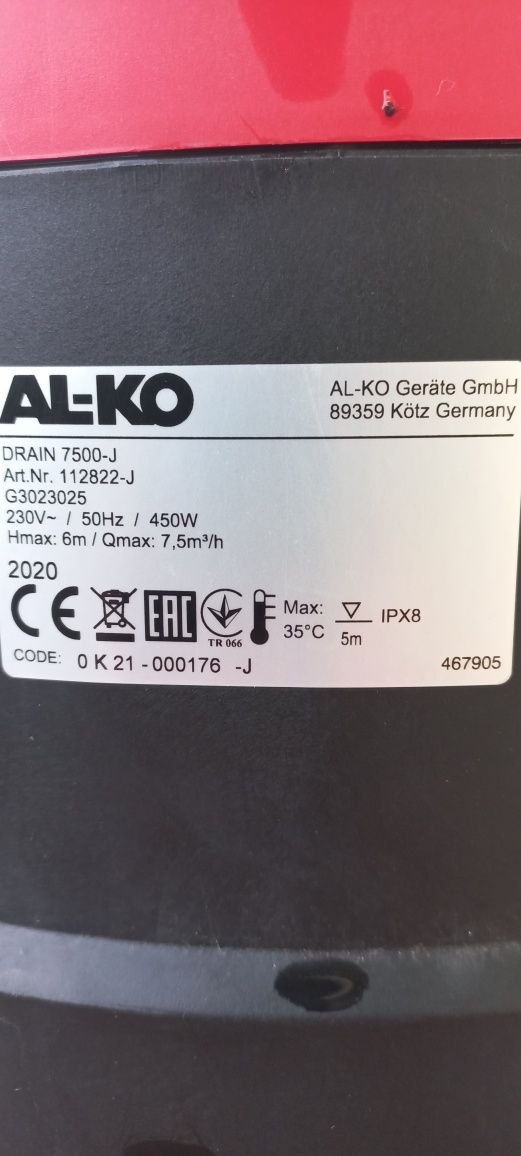 AL-KO
AL-KO Geräte GmbH
89359 Kötz Germany
DRAIN 7500-J
Art.Nr. 112822-J
G3023025
230V~ / 50Hz / 450W
Hmax: 6m / Qmax: 7,5m³/h
2020
CE EAC TR 066 Max: 35°C 5m IPX8
CODE: 0 K 21 - 000176 -J 467905